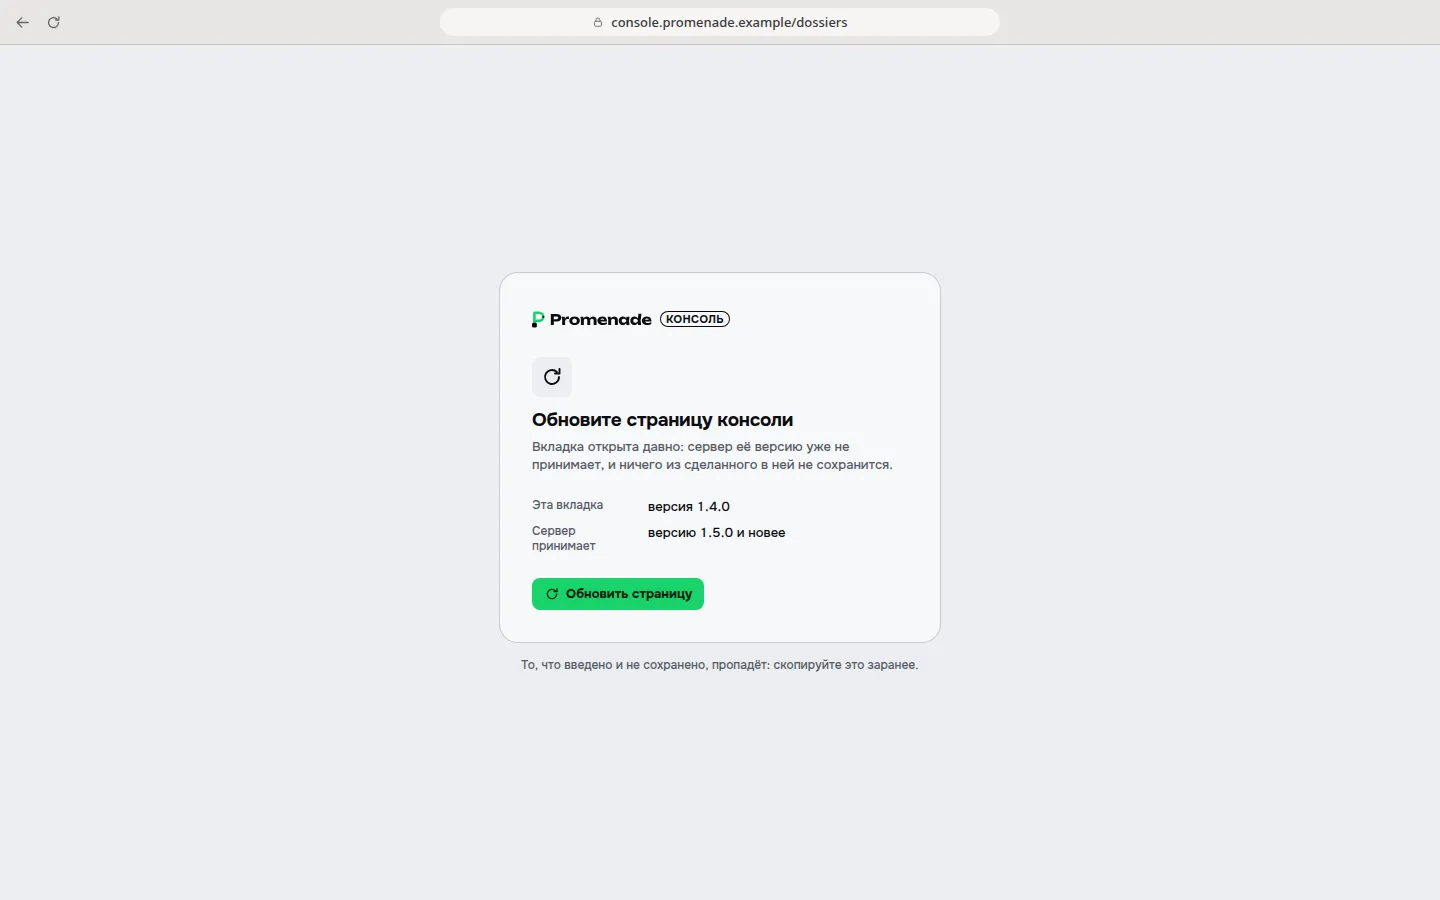 console.promenade.example/dossiers
Promenade КОНСОЛЬ
Обновите страницу консоли
Вкладка открыта давно: сервер её версию уже не
принимает, и ничего из сделанного в ней не сохранится.
Эта вкладка версия 1.4.0
Сервер принимает версию 1.5.0 и новее
Обновить страницу
То, что введено и не сохранено, пропадёт: скопируйте это заранее.